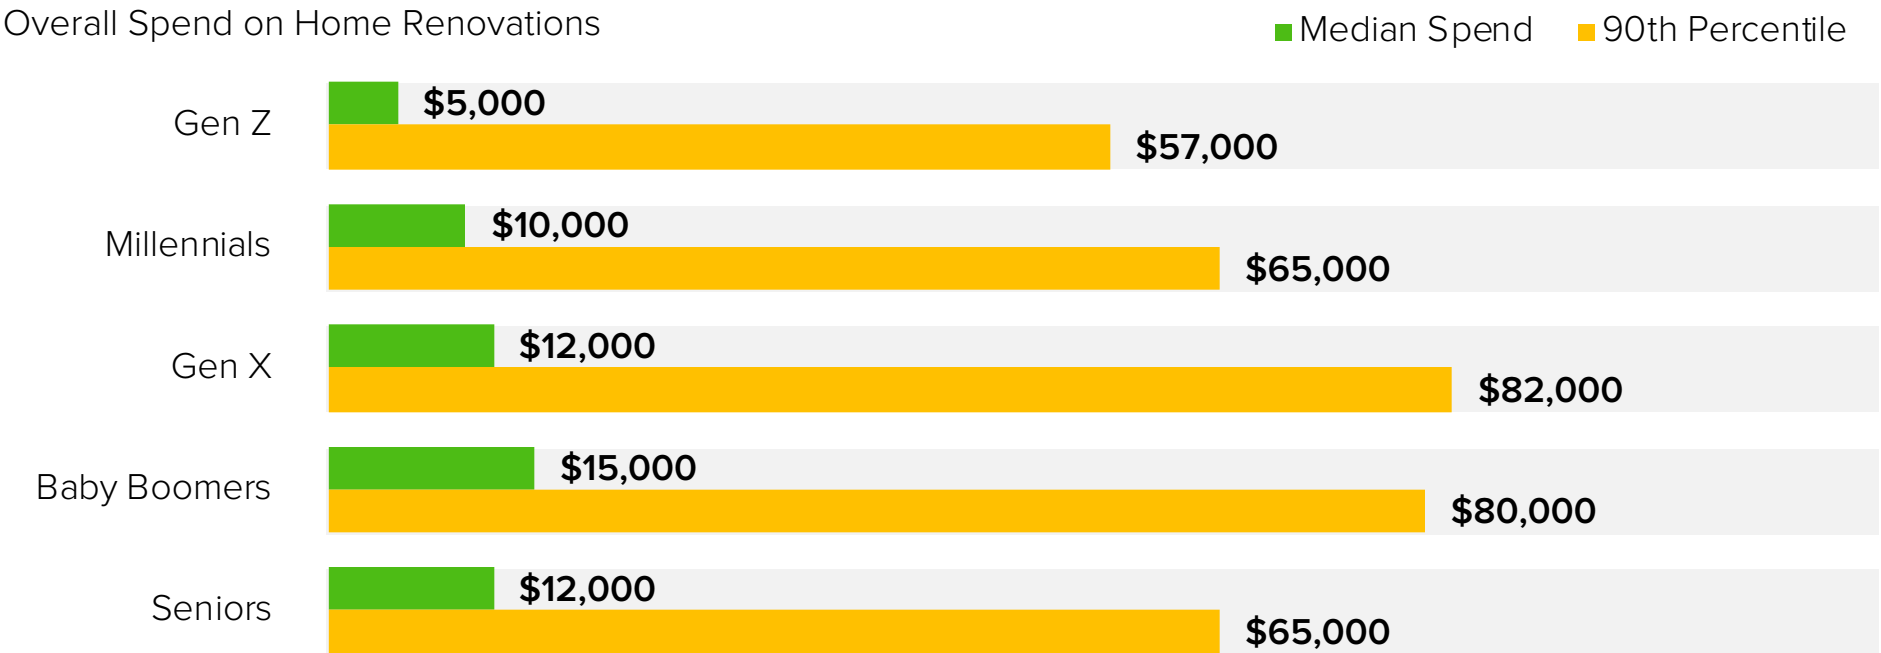 Overall Spend on Home Renovations
Median Spend 90th Percentile
Gen Z
$5,000
$57,000
Millennials
$10,000
$65,000
Gen X
$12,000
$82,000
Baby Boomers
$15,000
$80,000
Seniors
$12,000
$65,000